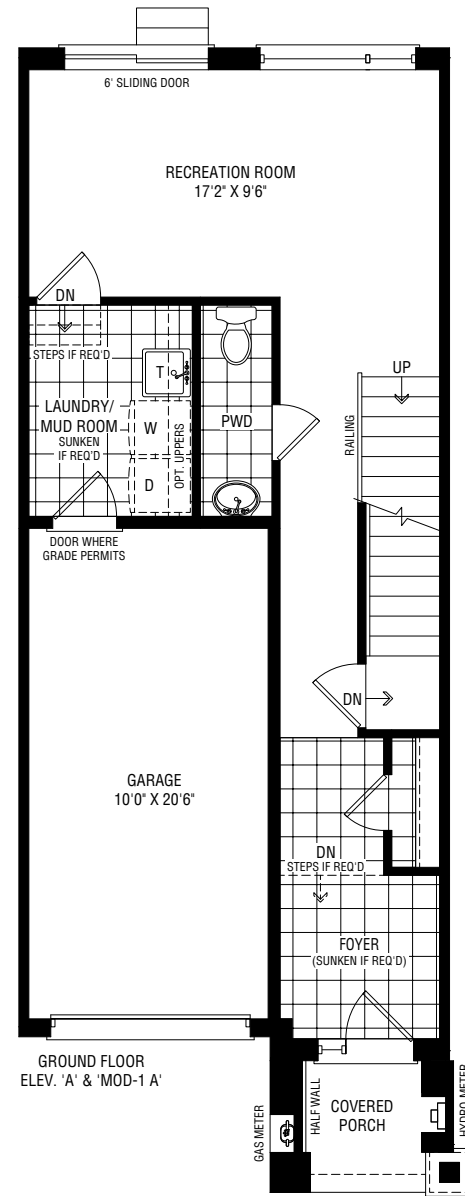 6' SLIDING DOOR
RECREATION ROOM
17'2" X 9'6"
DN
STEPS IF REQ'D
LAUNDRY/
MUD ROOM
SUNKEN
IF REQ'D
T
W
D
OPT. UPPERS
PWD
UP
RAILING
DOOR WHERE
GRADE PERMITS
DN
GARAGE
10'0" X 20'6"
DN
STEPS IF REQ'D
FOYER
(SUNKEN IF REQ'D)
GROUND FLOOR
ELEV. 'A' & 'MOD-1 A'
GAS METER
HALF WALL
COVERED
PORCH
HYDRO METER